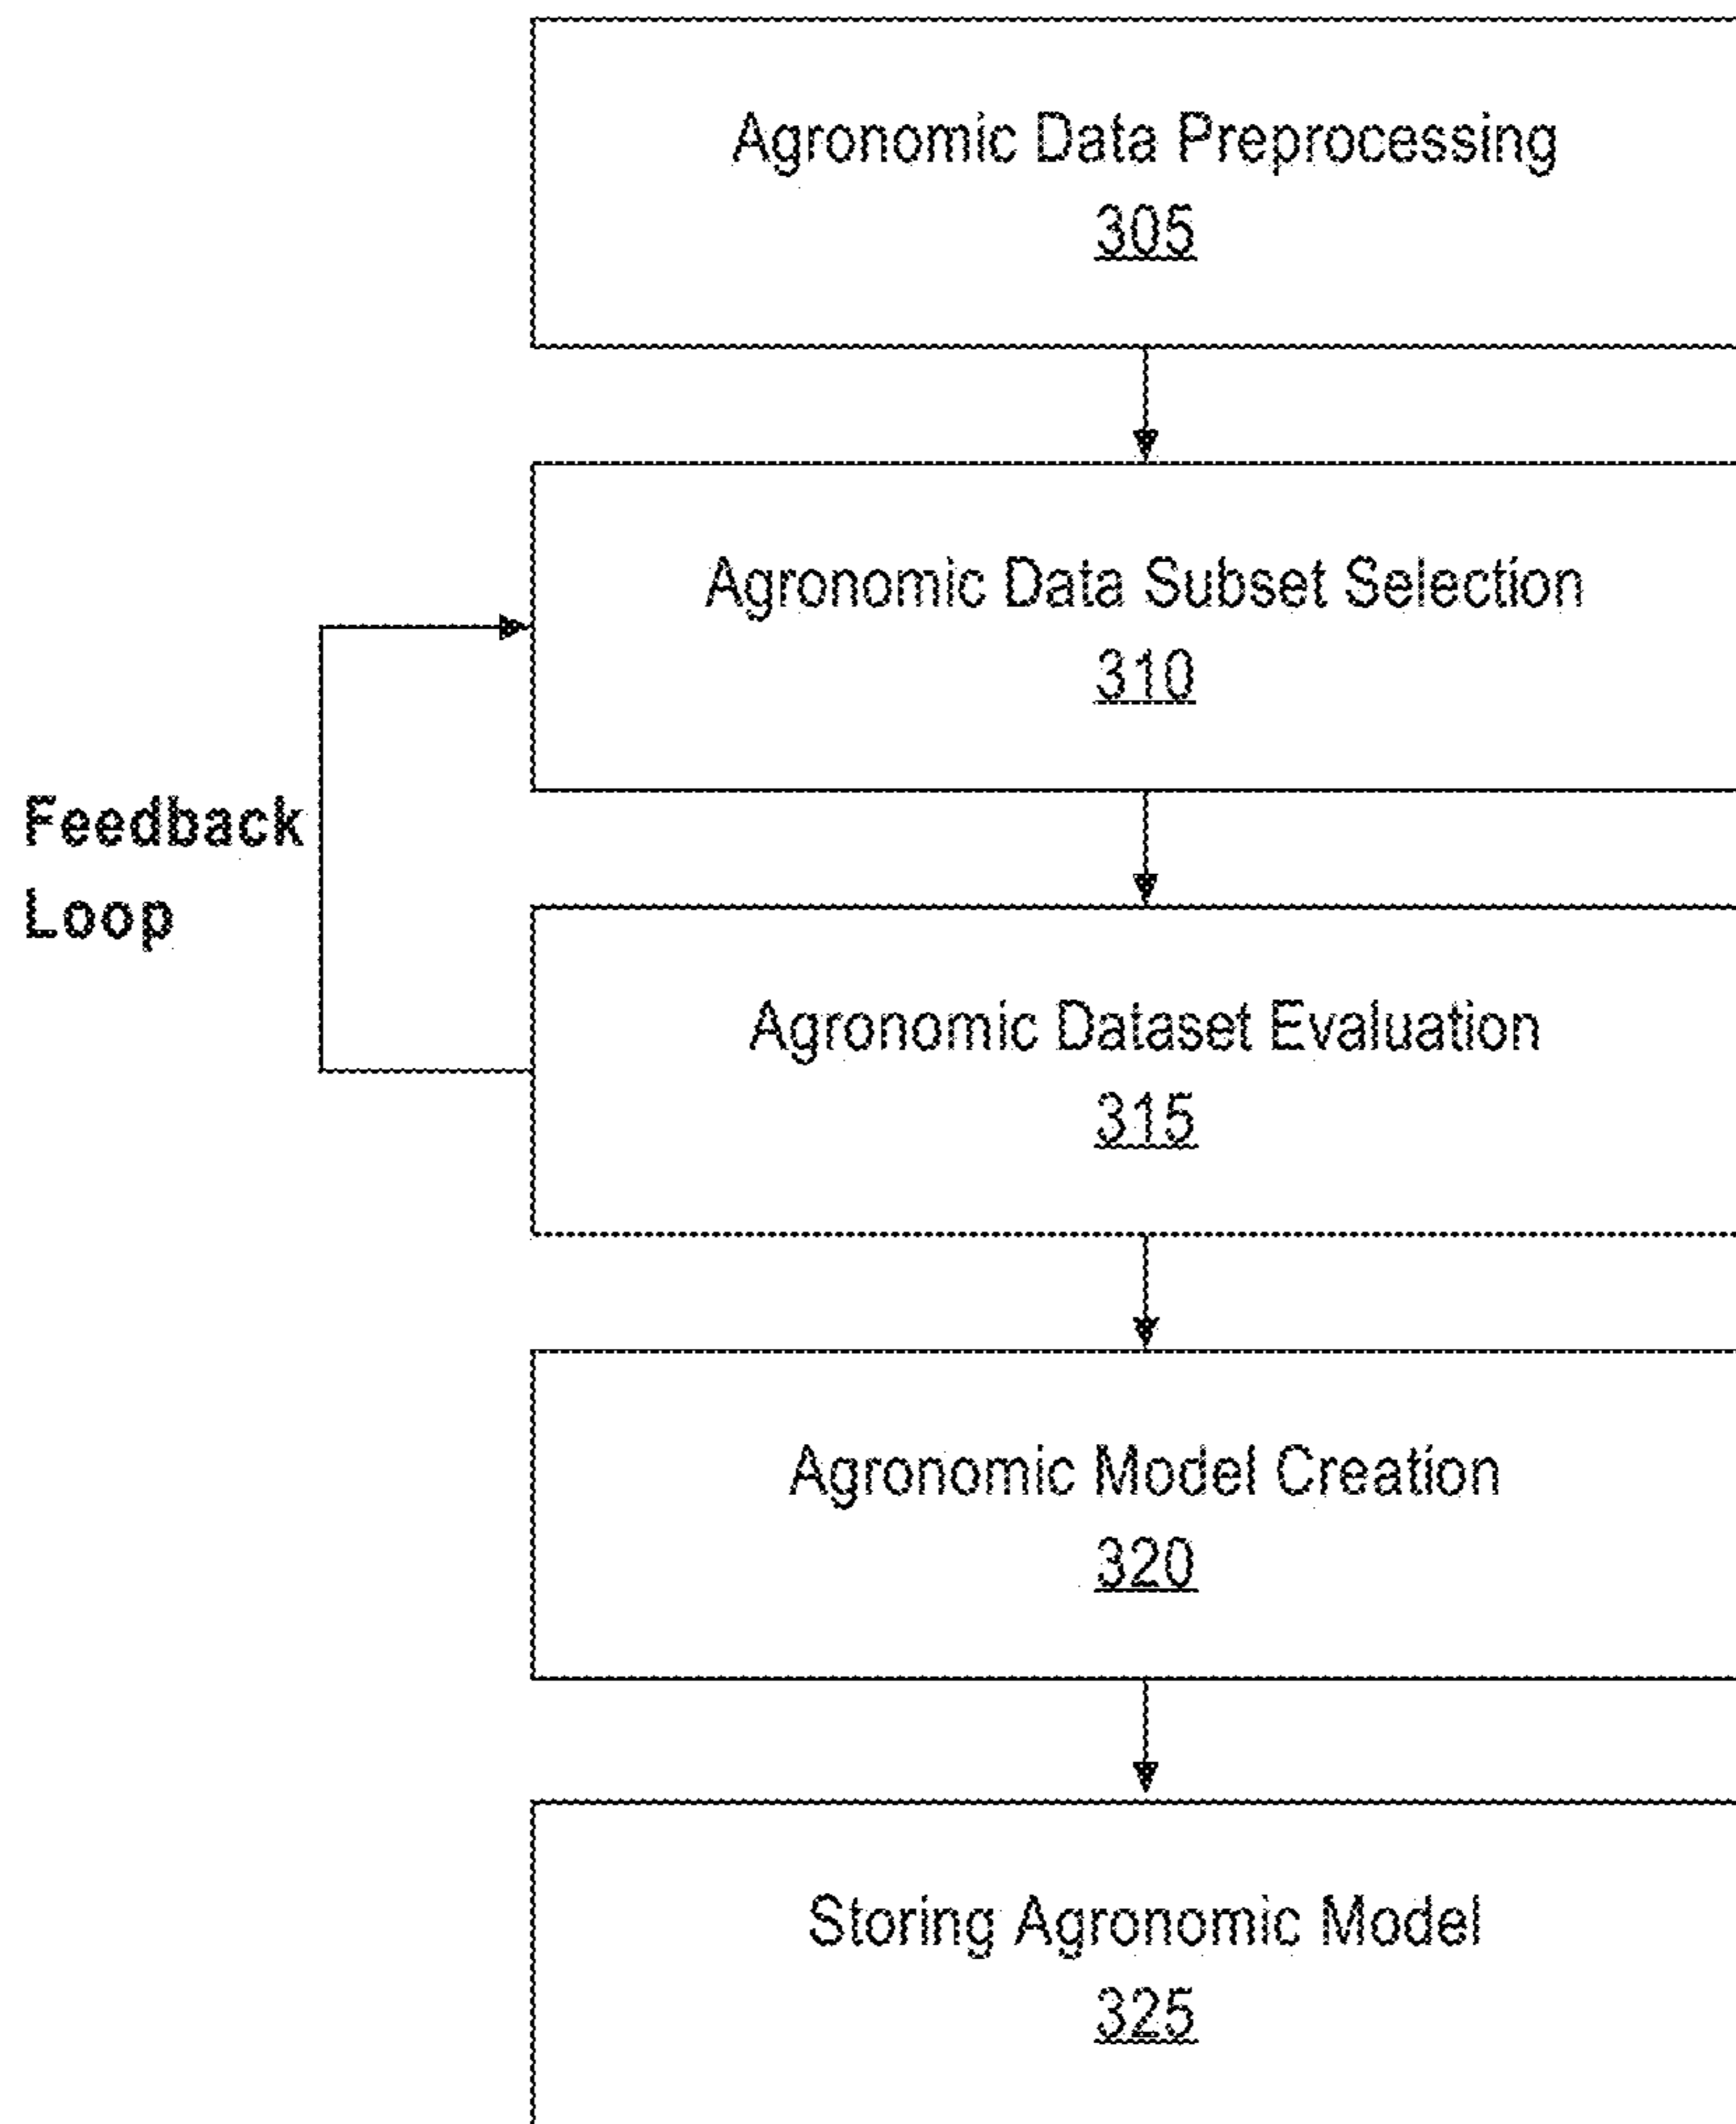 Agronomic Data Preprocessing
305
Agronomic Data Subset Selection
310
Feedback
Loop
Agronomic Dataset Evaluation
315
Agronomic Model Creation
320
Storing Agronomic Model
325